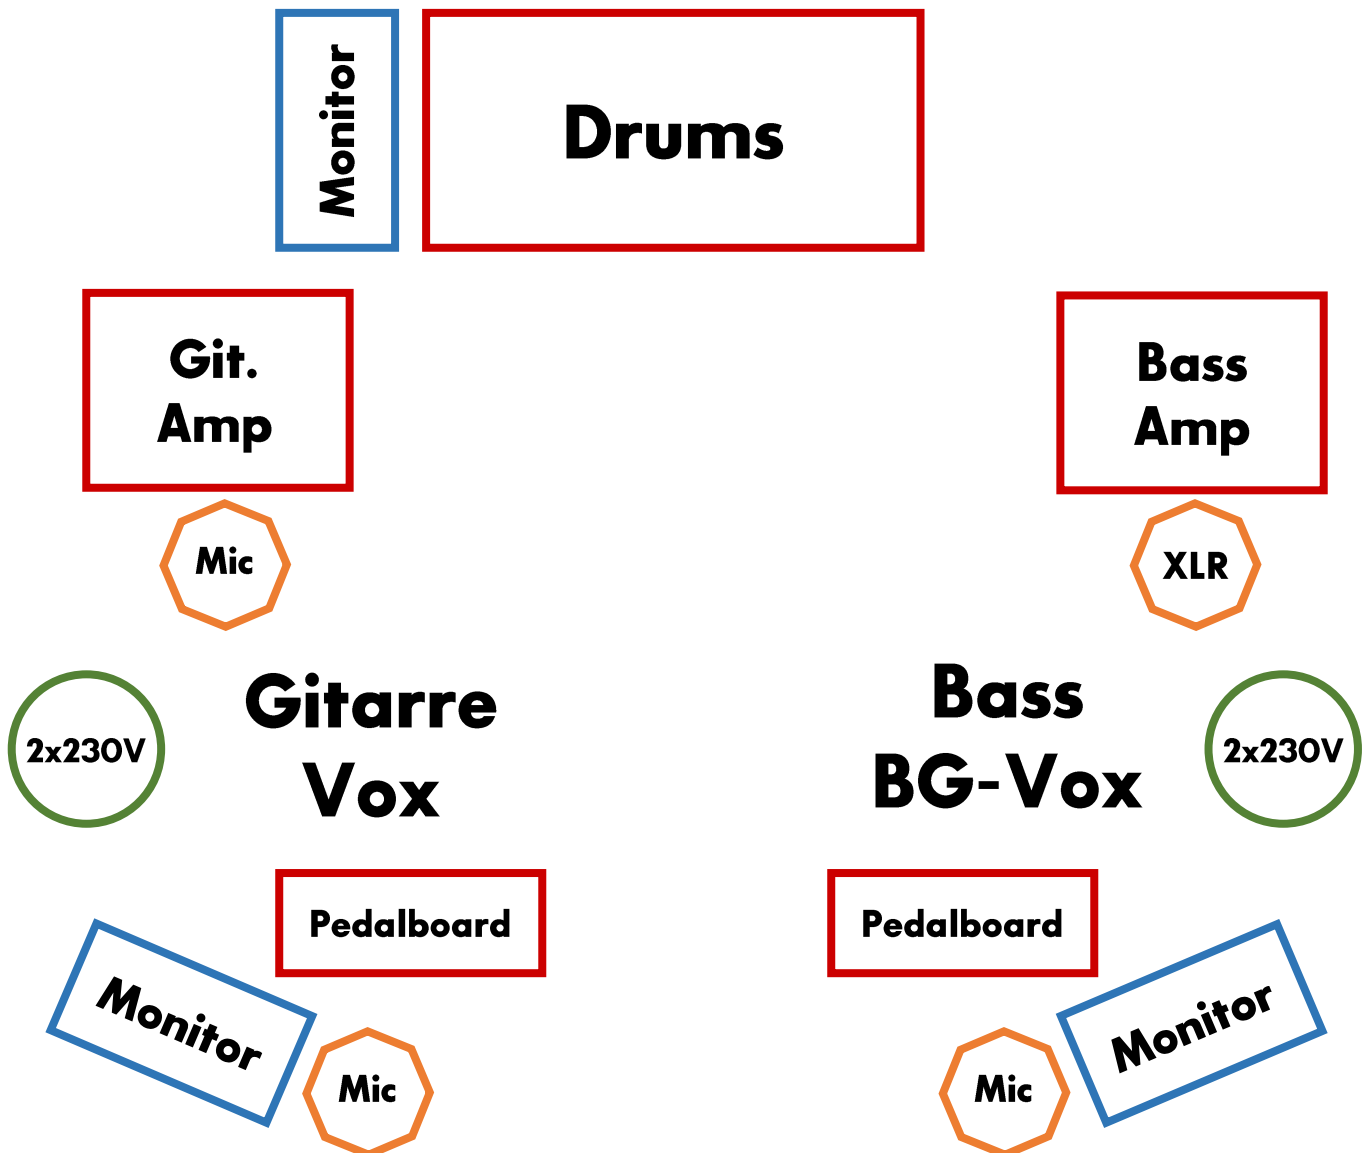 Monitor
Drums
Git.
Amp
Bass
Amp
Mic
XLR
2x230V
Gitarre
Vox
Bass
BG-Vox
2x230V
Pedalboard
Pedalboard
Monitor
Mic
Mic
Monitor